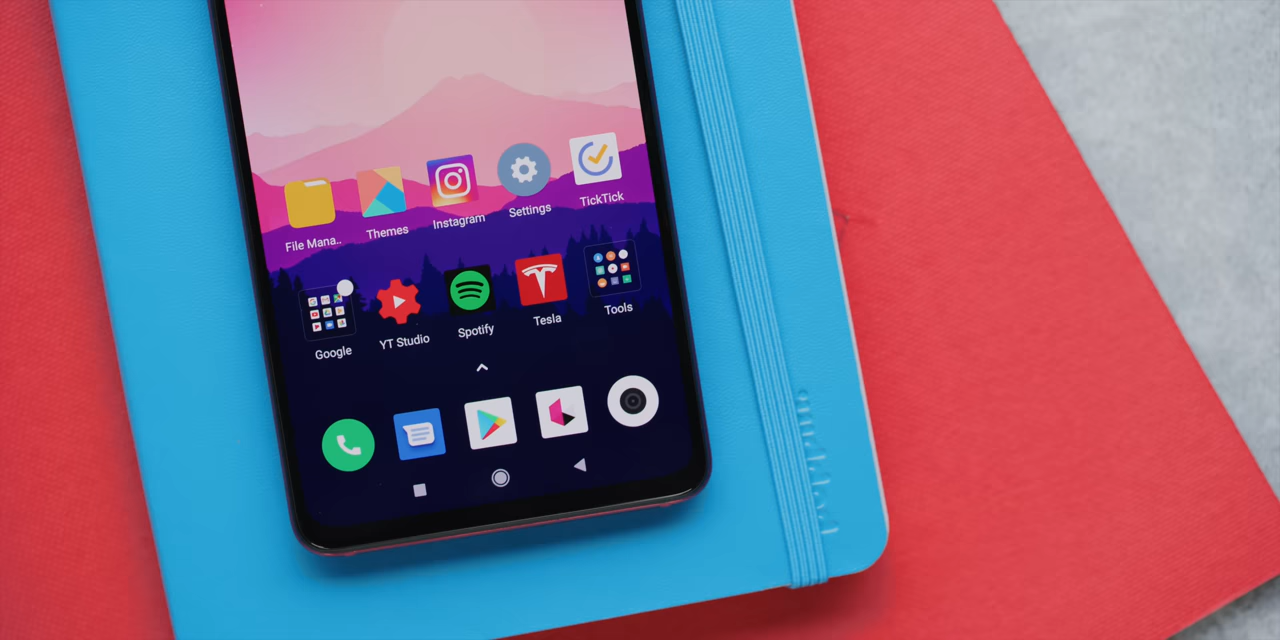 File Mana..
Themes
Instagram
Settings
TickTick
Google
YT Studio
Spotify
Tesla
Tools